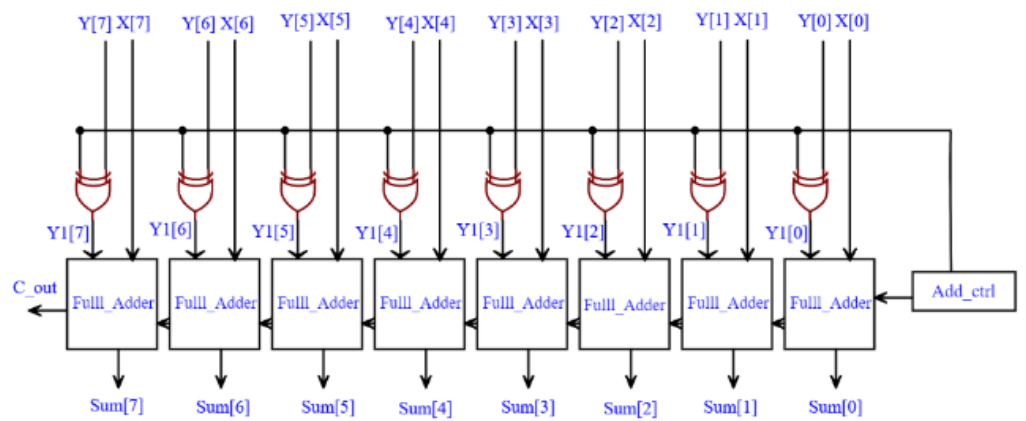 Y[7] X[7] Y[6] X[6] Y[5] X[5] Y[4] X[4] Y[3] X[3] Y[2] X[2] Y[1] X[1] Y[0] X[0]
Y1[7] Y1[6] Y1[5] Y1[4] Y1[3] Y1[2] Y1[1] Y1[0]
C_out Fulll_Adder Fulll_Adder Fulll_Adder Fulll_Adder Fulll_Adder Fulll_Adder Fulll_Adder Fulll_Adder Add_ctrl
Sum[7] Sum[6] Sum[5] Sum[4] Sum[3] Sum[2] Sum[1] Sum[0]